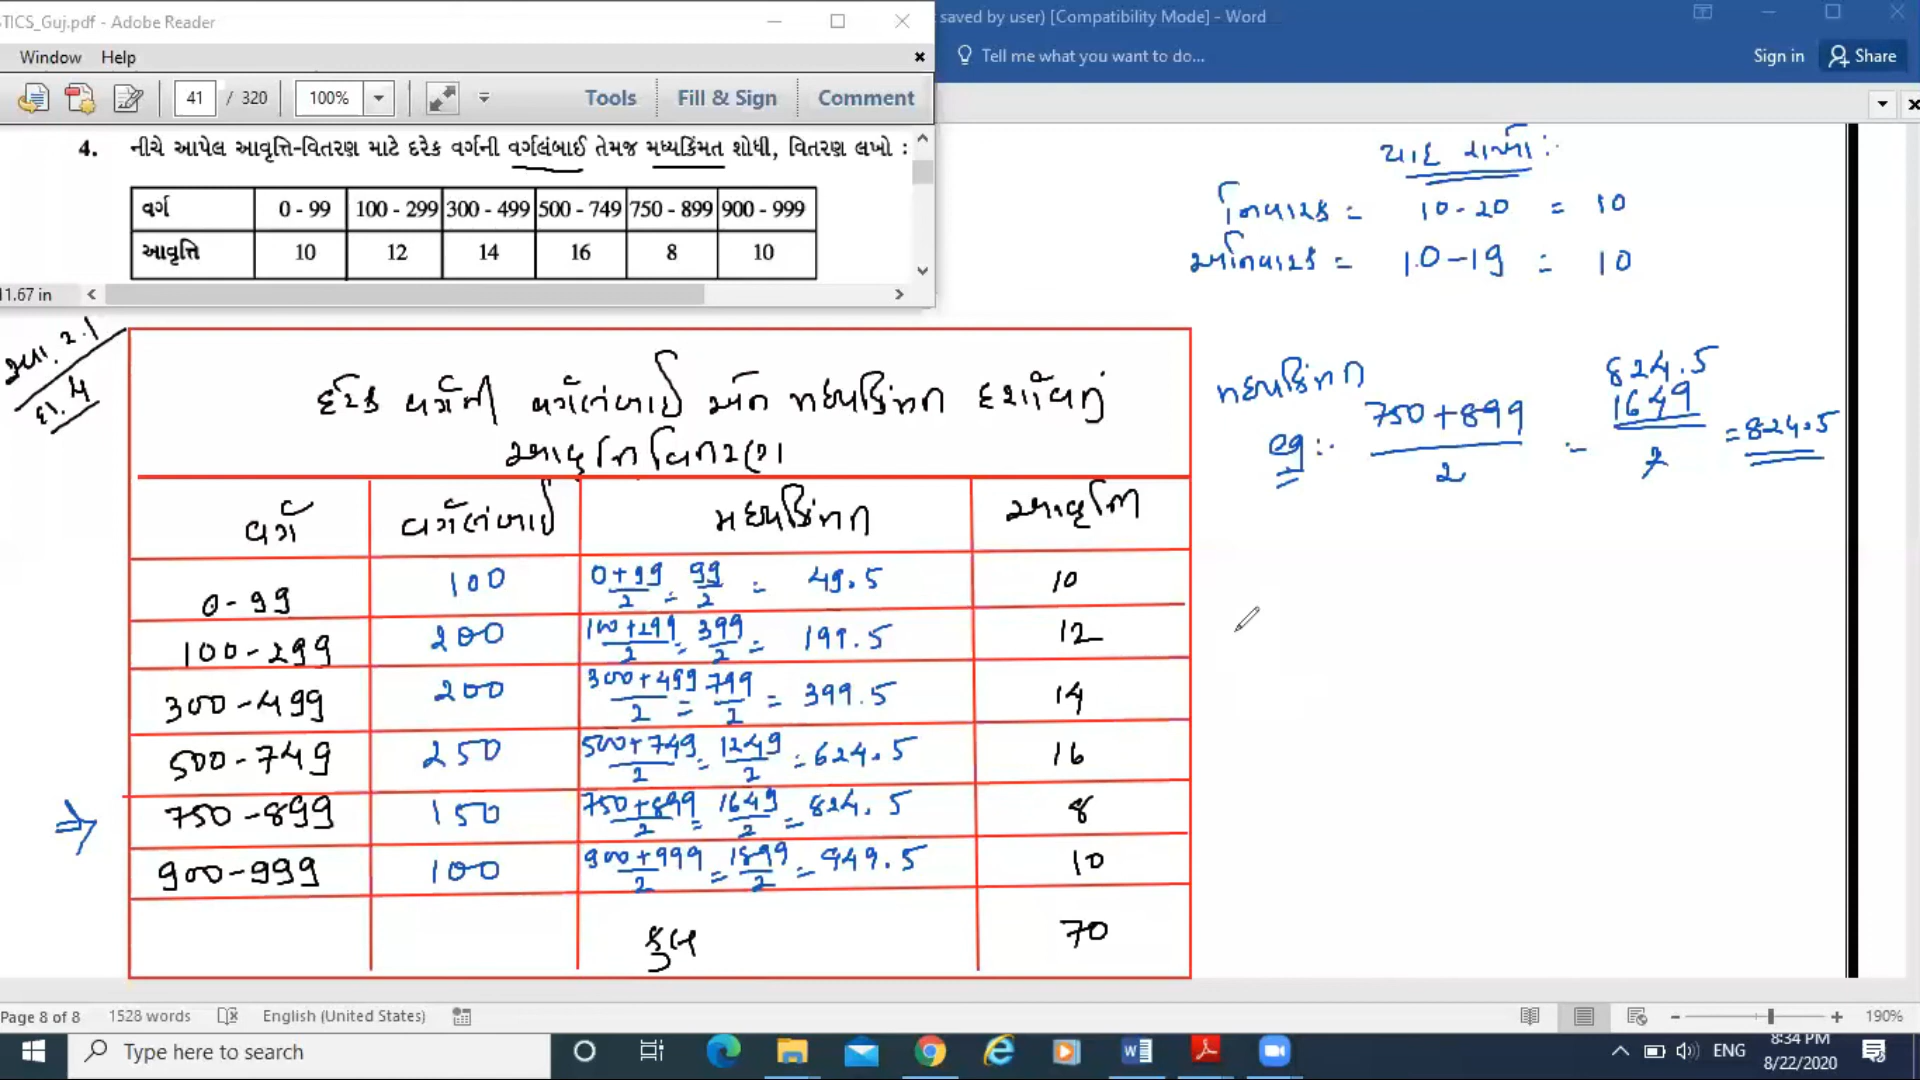 TICS_Guj.pdf - Adobe Reader
saved by user) [Compatibility Mode] - Word
Window Help
Tell me what you want to do...
Sign in Share
41 / 320 100% Tools Fill & Sign Comment
4. નીચે આપેલ આવૃત્તિ-વિતરણ માટે દરેક વર્ગની વર્ગલંબાઈ તેમજ મધ્યકિંમત શોધી, વિતરણ લખો :
વર્ગ 0 - 99 100 - 299 300 - 499 500 - 749 750 - 899 900 - 999
આવૃત્તિ 10 12 14 16 8 10
11.67 in
યાદ રાખો :
નિવારક = 10-20 = 10
અનિવારક = 10-19 = 10
સ્વા. 2.1
દા. 4
મધ્યકિંમત
eg :- 750+899 / 2 = 1649 / 2 = 824.5
824.5
દરેક વર્ગની વર્ગલંબાઈ અને મધ્યકિંમત દર્શાવતું
આવૃત્તિ વિતરણ
વર્ગ વર્ગલંબાઈ મધ્યકિંમત આવૃત્તિ
0-99 100 0+99/2 = 99/2 = 49.5 10
100-299 200 100+299/2 = 399/2 = 199.5 12
300-499 200 300+499/2 = 799/2 = 399.5 14
500-749 250 500+749/2 = 1249/2 = 624.5 16
⇒ 750-899 150 750+899/2 = 1649/2 = 824.5 8
900-999 100 900+999/2 = 1899/2 = 949.5 10
કુલ 70
Page 8 of 8 1528 words English (United States) 190%
Type here to search
ENG
8:34 PM
8/22/2020